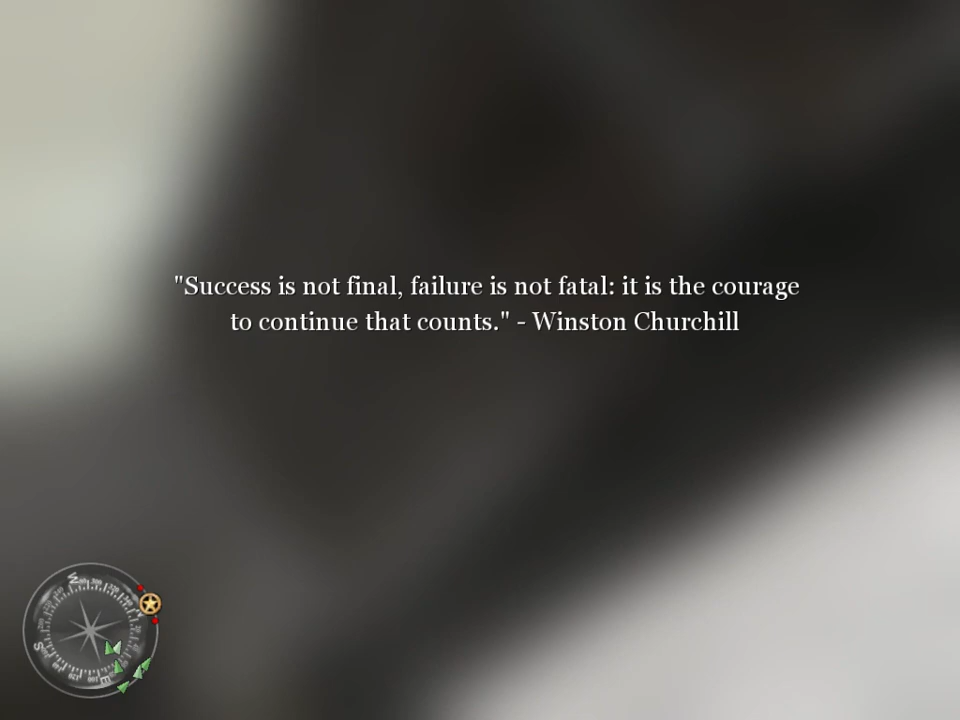 "Success is not final, failure is not fatal: it is the courage
to continue that counts." - Winston Churchill